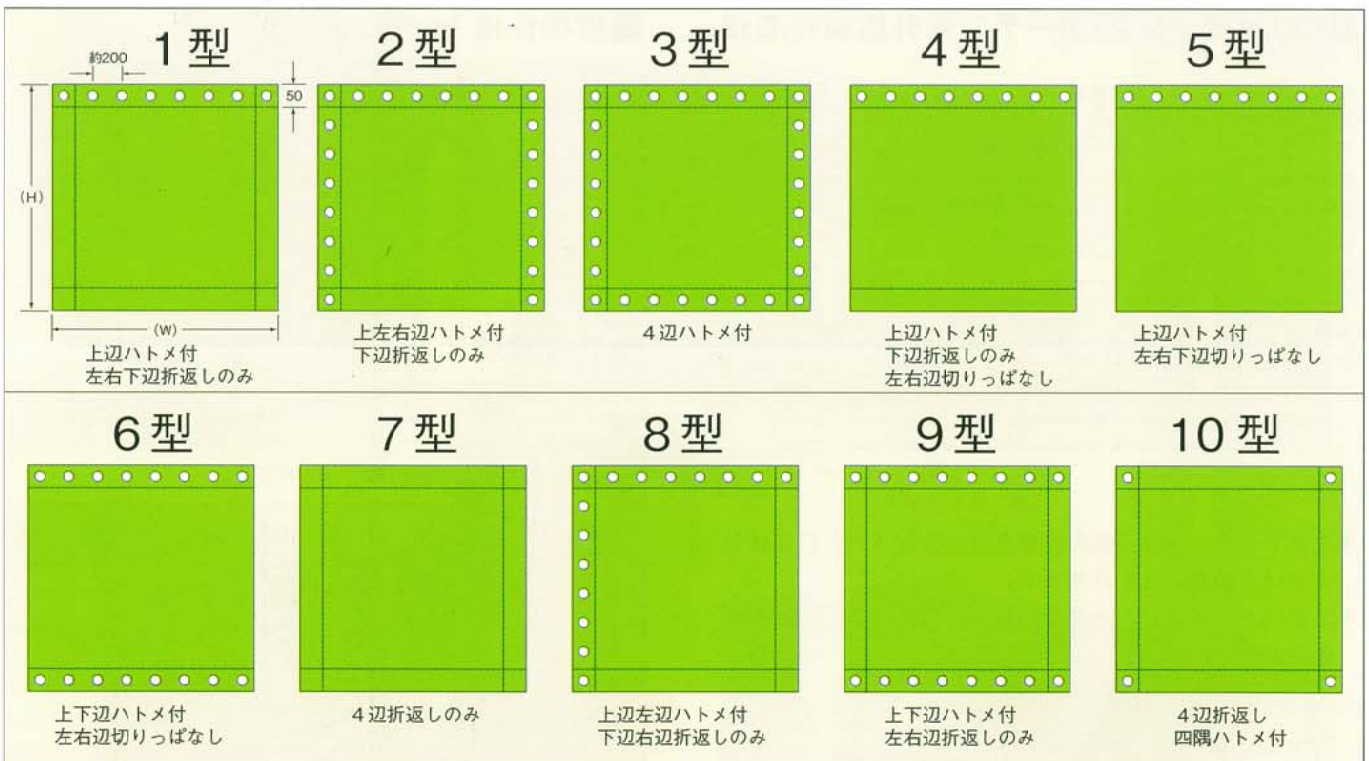 1型
2型
3型
4型
5型
約200
50
(H)
(W)
上辺ハトメ付
左右下辺折返しのみ
上左右辺ハトメ付
下辺折返しのみ
4辺ハトメ付
上辺ハトメ付
下辺折返しのみ
左右辺切りっぱなし
上辺ハトメ付
左右下辺切りっぱなし
6型
7型
8型
9型
10型
上下辺ハトメ付
左右辺切りっぱなし
4辺折返しのみ
上辺左辺ハトメ付
下辺右辺折返しのみ
上下辺ハトメ付
左右辺折返しのみ
4辺折返し
四隅ハトメ付